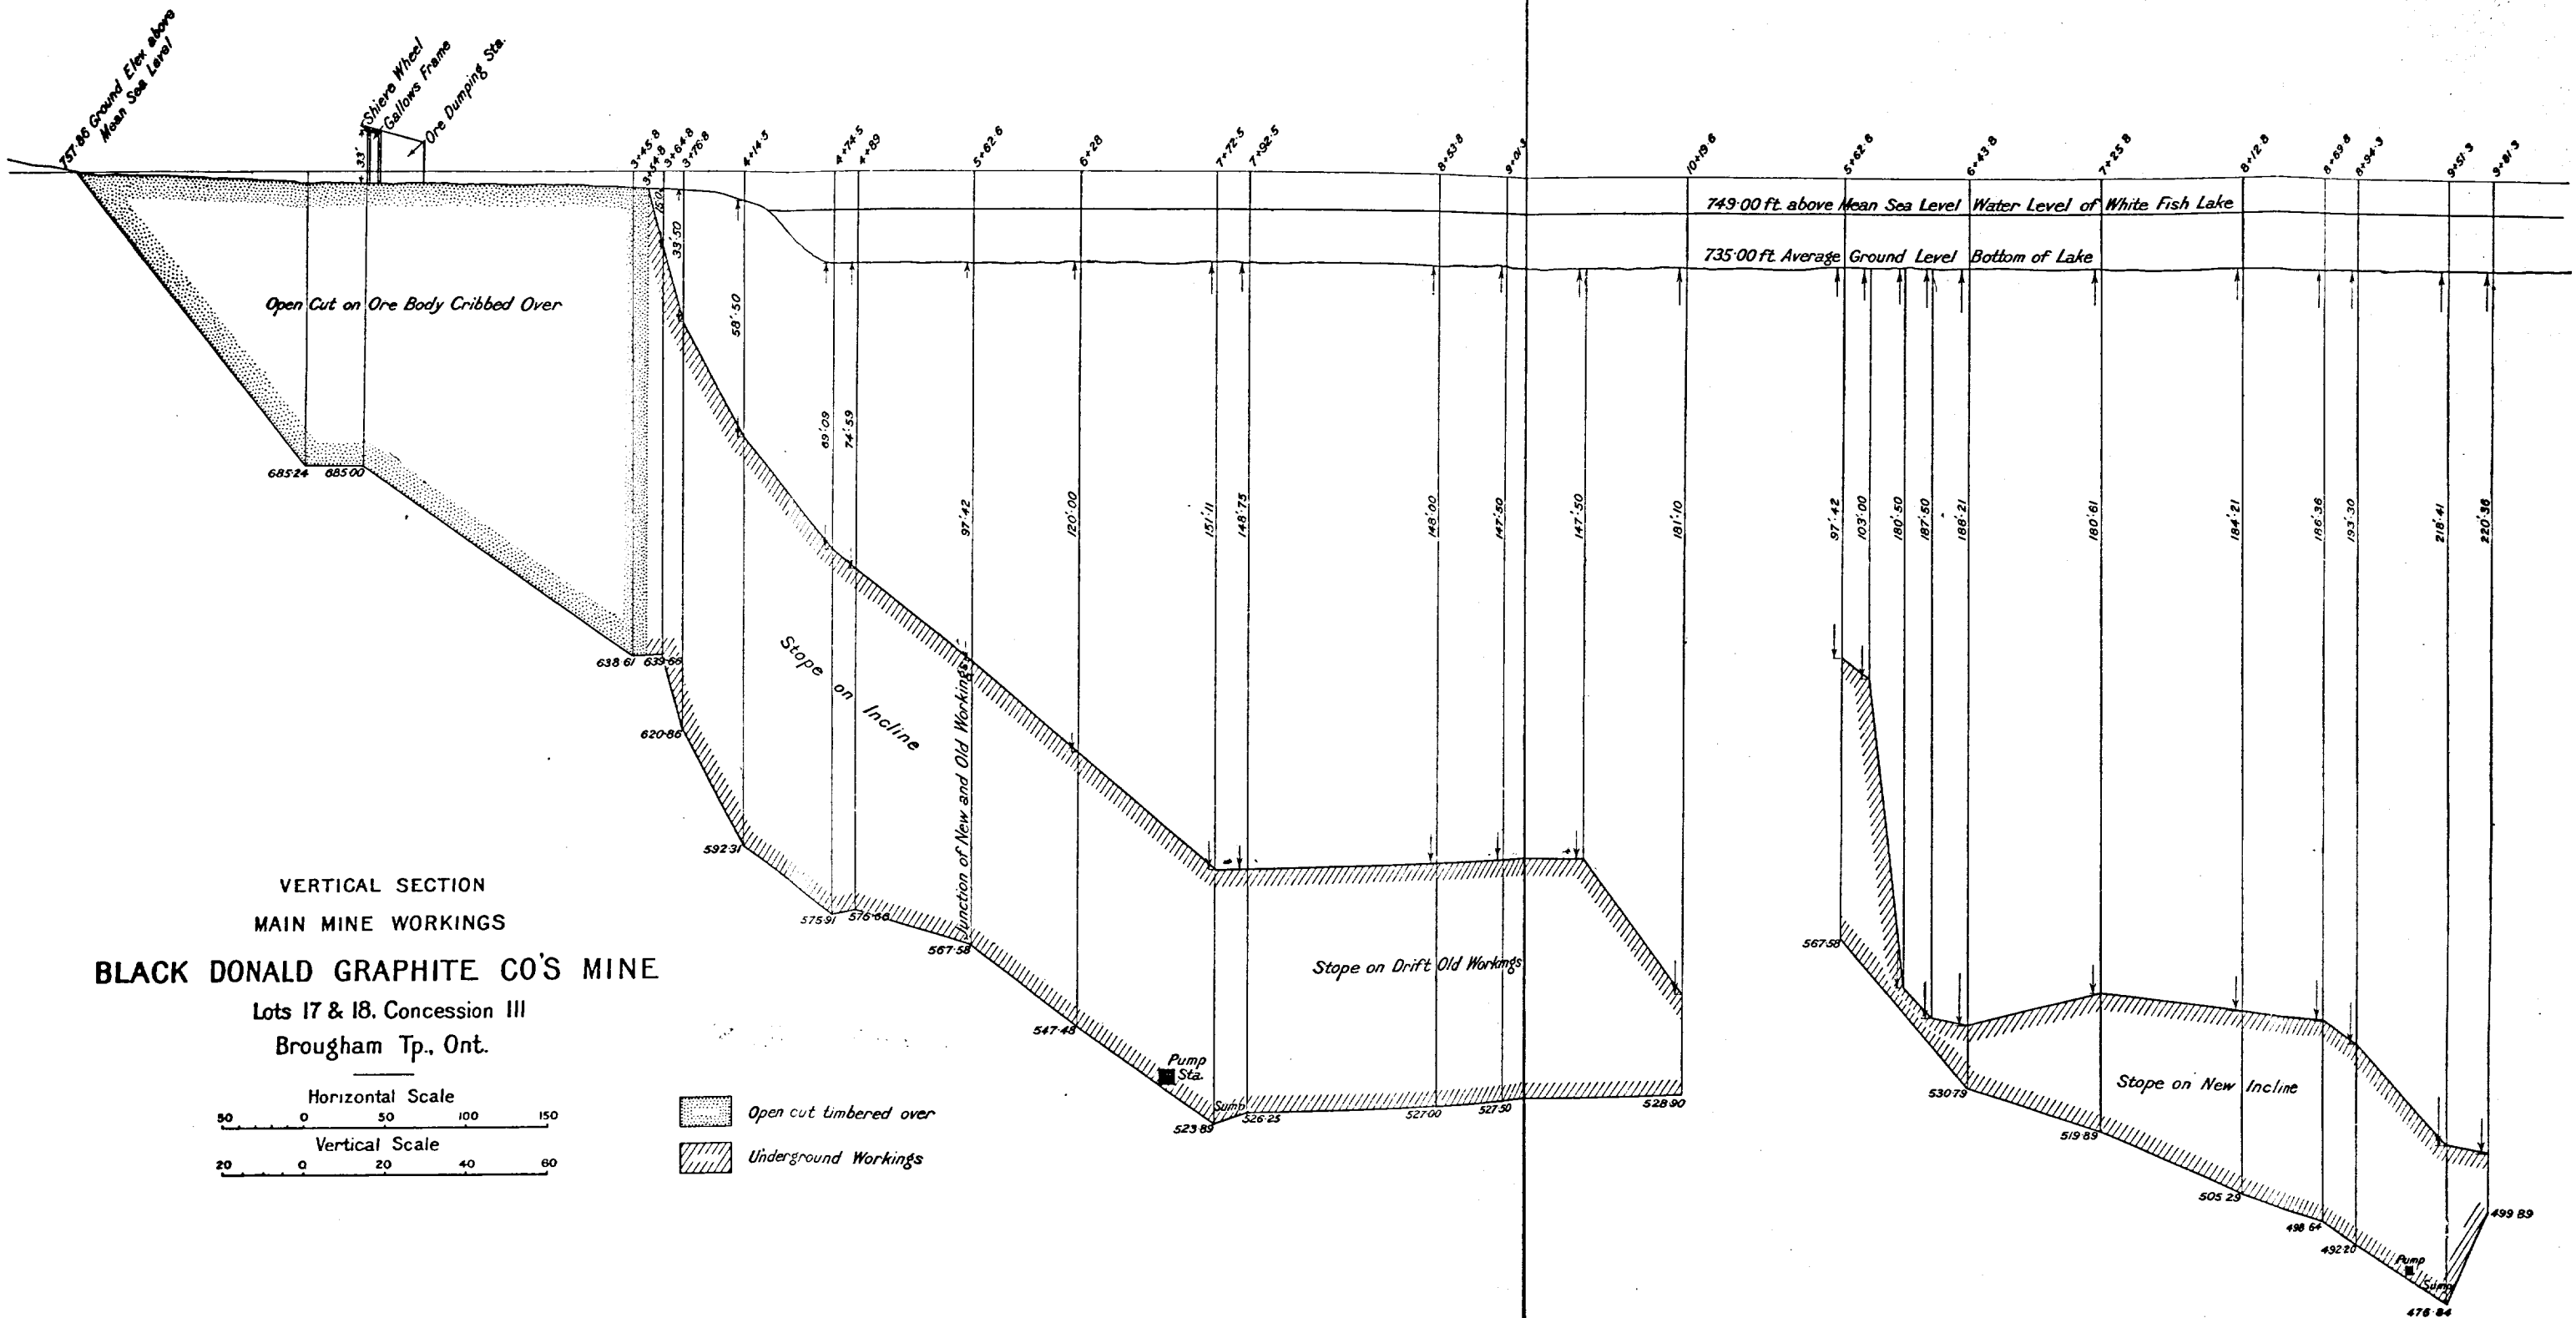 757·86 Ground Elev above
Mean Sea Level
Shieve Wheel
Gallows Frame
Ore Dumping Sta.
33'
3+45·8
3+54·8
3+64·8
3+76·8
4+14·5
4+74·5
4+89
5+62·6
6+28
7+72·5
7+92·5
8+53·8
9+01·3
10+19·6
5+62·6
6+43·8
7+25·8
8+12·8
8+69·8
8+94·3
9+51·3
9+81·3
749·00 ft. above Mean Sea Level Water Level of White Fish Lake
735·00 ft. Average Ground Level Bottom of Lake
Open Cut on Ore Body Cribbed Over
33'·50
58'·50
69'·09
74'·59
97'·42
120'·00
151'·11
148'·75
148'·00
147'·50
147'·50
181'·10
97'·42
103'·00
180'·50
187'·50
188'·21
180'·61
184'·21
186'·36
193'·30
218'·41
220'·36
685·24
685·00
638·61
639·66
620·86
592·31
575·91
576·66
567·58
547·48
523·89
526·25
527·00
527·50
528·90
567·58
530·79
519·89
505·29
498·64
492·20
476·84
499·89
Stope on Incline
Junction of New and Old Workings
Stope on Drift Old Workings
Stope on New Incline
Pump
Sta.
Sump
Pump
Sump
VERTICAL SECTION
MAIN MINE WORKINGS
BLACK DONALD GRAPHITE CO'S MINE
Lots 17 & 18. Concession III
Brougham Tp., Ont.
Horizontal Scale
50 0 50 100 150
Vertical Scale
20 0 20 40 60
Open cut timbered over
Underground Workings